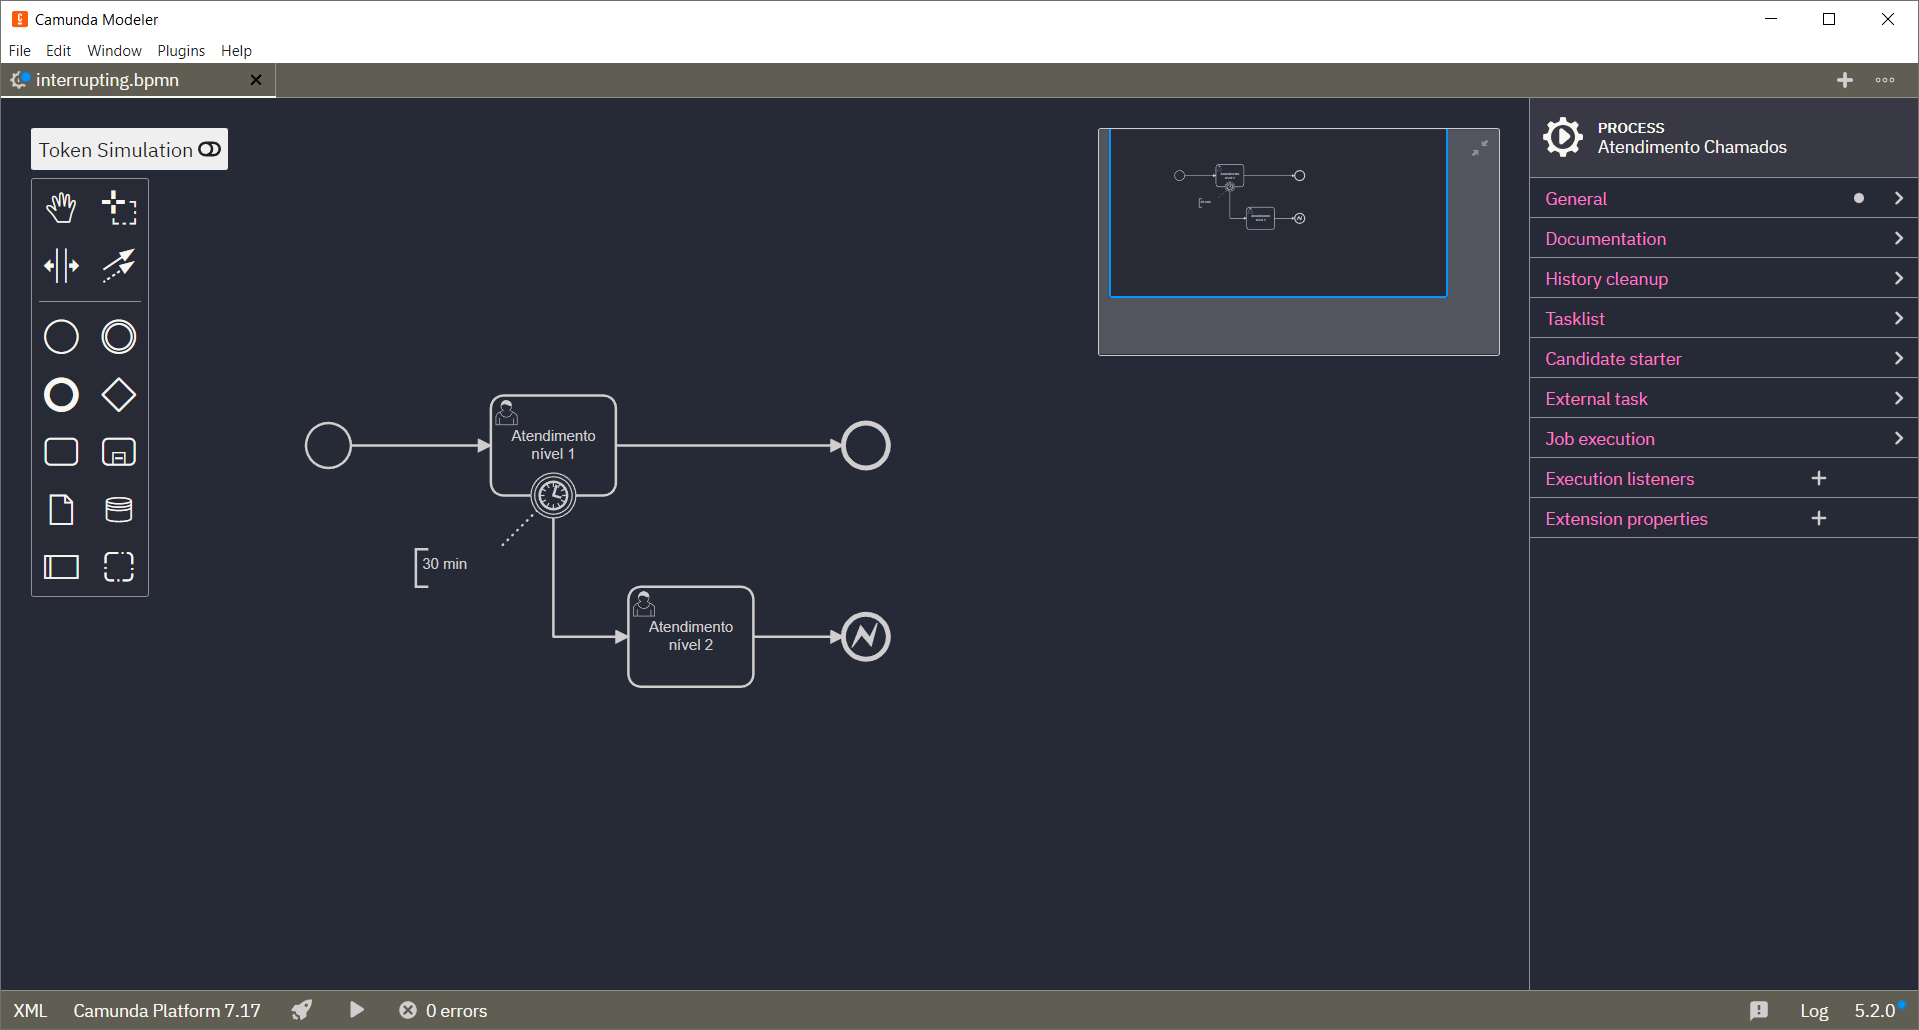 Camunda Modeler
File Edit Window Plugins Help
interrupting.bpmn
Token Simulation
Atendimento
nível 1
30 min
Atendimento
nível 2
PROCESS
Atendimento Chamados
General
Documentation
History cleanup
Tasklist
Candidate starter
External task
Job execution
Execution listeners
Extension properties
XML Camunda Platform 7.17 0 errors Log 5.2.0